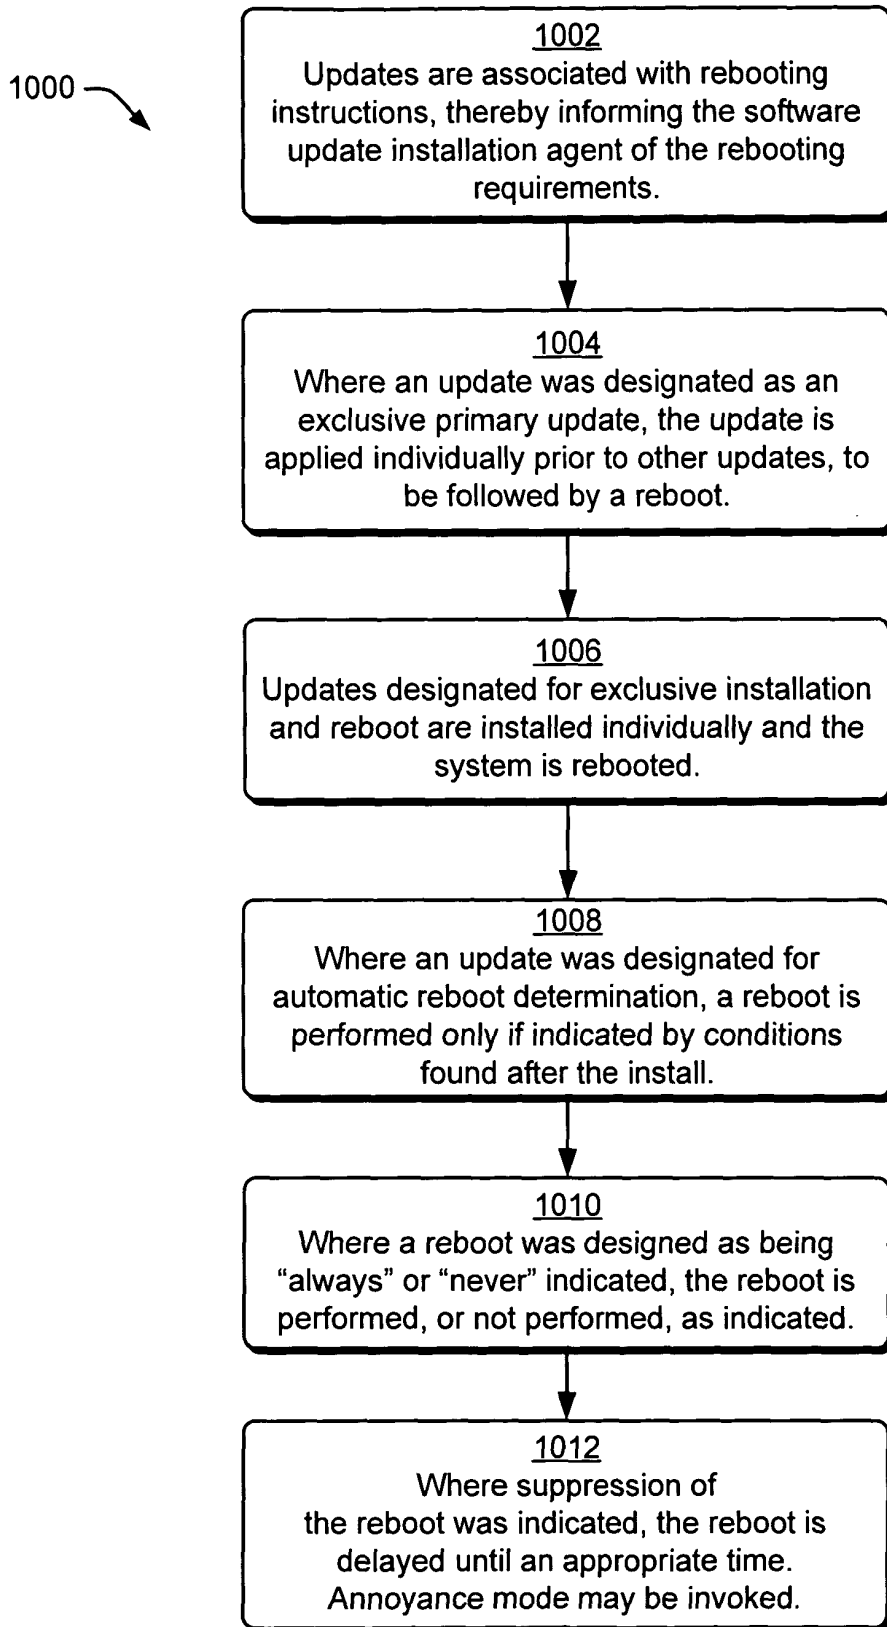 1000
1002
Updates are associated with rebooting
instructions, thereby informing the software
update installation agent of the rebooting
requirements.
1004
Where an update was designated as an
exclusive primary update, the update is
applied individually prior to other updates, to
be followed by a reboot.
1006
Updates designated for exclusive installation
and reboot are installed individually and the
system is rebooted.
1008
Where an update was designated for
automatic reboot determination, a reboot is
performed only if indicated by conditions
found after the install.
1010
Where a reboot was designed as being
“always” or “never” indicated, the reboot is
performed, or not performed, as indicated.
1012
Where suppression of
the reboot was indicated, the reboot is
delayed until an appropriate time.
Annoyance mode may be invoked.